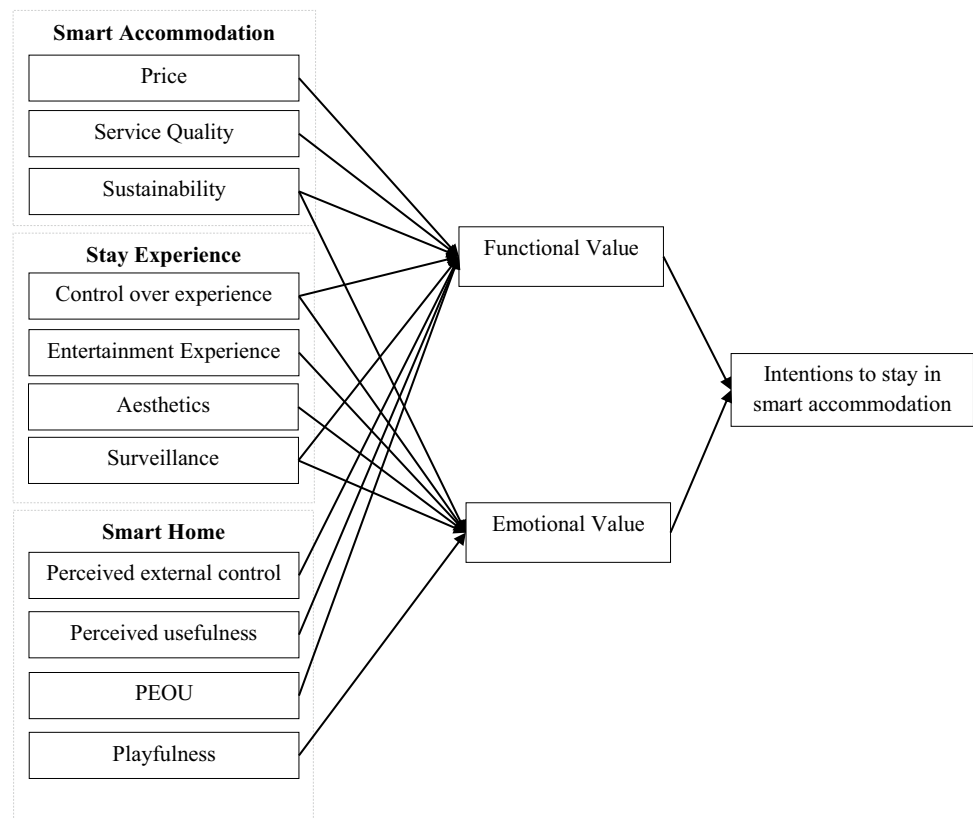 Smart Accommodation
Price
Service Quality
Sustainability
Stay Experience
Control over experience
Entertainment Experience
Aesthetics
Surveillance
Smart Home
Perceived external control
Perceived usefulness
PEOU
Playfulness
Functional Value
Emotional Value
Intentions to stay in
smart accommodation